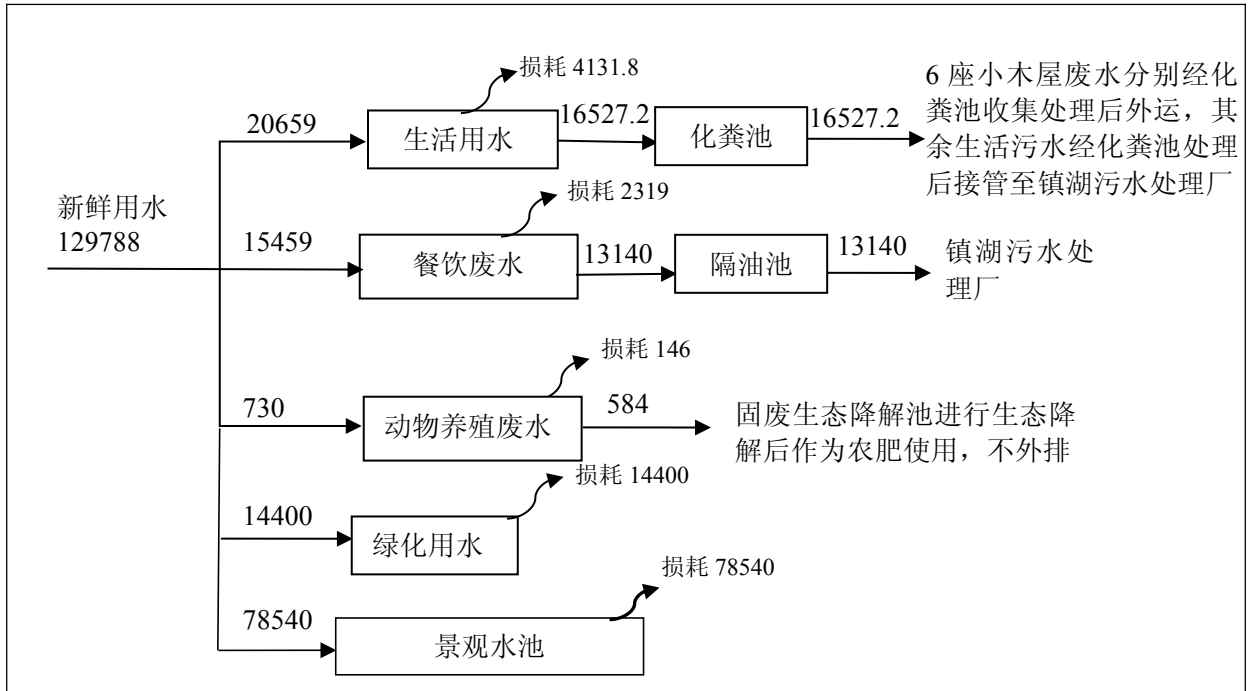 损耗 4131.8
20659
生活用水
16527.2
化粪池
16527.2
6 座小木屋废水分别经化
粪池收集处理后外运，其
余生活污水经化粪池处理
后接管至镇湖污水处理厂
新鲜用水
129788
损耗 2319
15459
餐饮废水
13140
隔油池
13140
镇湖污水处
理厂
损耗 146
730
动物养殖废水
584
固废生态降解池进行生态降
解后作为农肥使用，不外排
损耗 14400
14400
绿化用水
损耗 78540
78540
景观水池